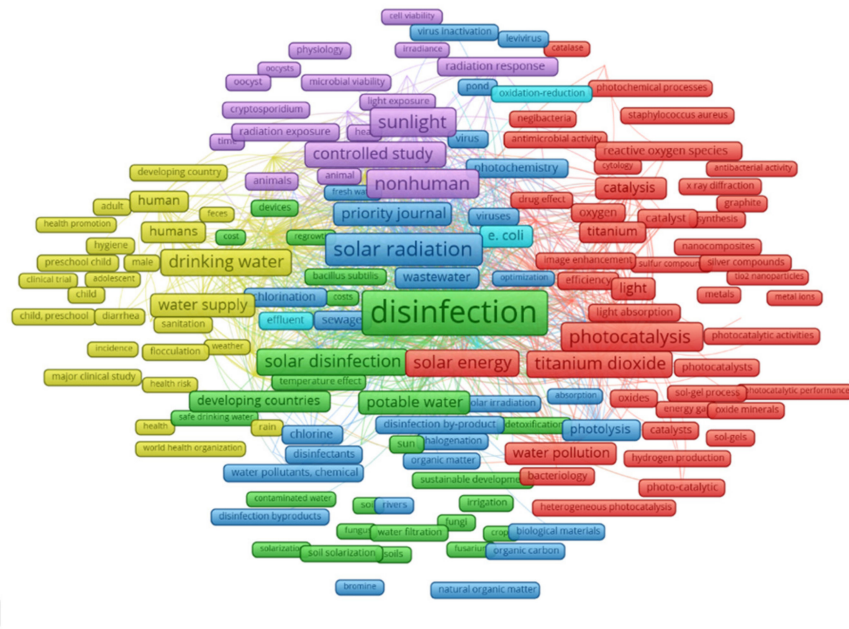 cell viability
virus inactivation
levivirus
catalase
physiology
irradiance
radiation response
oocysts
oocyst
microbial viability
pond
oxidation-reduction
photochemical processes
light exposure
cryptosporidium
sunlight
negibacteria
staphylococcus aureus
radiation exposure
time
virus
antimicrobial activity
reactive oxygen species
controlled study
photochemistry
cytology
antibacterial activity
developing country
animals
animal
nonhuman
catalysis
x ray diffraction
human
drug effect
graphite
adult
feces
devices
priority journal
viruses
oxygen
catalyst
synthesis
health promotion
humans
cost
regrowth
e. coli
titanium
hygiene
solar radiation
nanocomposites
preschool child
male
drinking water
image enhancement
silver compounds
clinical trial
adolescent
bacillus subtilis
wastewater
optimization
efficiency
light
tio2 nanoparticles
child
chlorination
costs
metals
metal ions
water supply
disinfection
light absorption
child, preschool
diarrhea
sanitation
effluent
sewage
photocatalysis
photocatalytic activities
incidence
flocculation
weather
solar disinfection
solar energy
titanium dioxide
photocatalysts
major clinical study
health risk
temperature effect
sol-gel process
photocatalytic performance
developing countries
potable water
solar irradiation
absorption
oxides
oxide minerals
safe drinking water
health
rain
chlorine
disinfection by-product
detoxification
photolysis
catalysts
sol-gels
world health organization
sun
halogenation
disinfectants
organic matter
water pollution
hydrogen production
water pollutants, chemical
sustainable developme
bacteriology
photo-catalytic
contaminated water
rivers
irrigation
heterogeneous photocatalysis
disinfection byproducts
fungi
fungus
water filtration
crop
biological materials
solarization
soil solarization
soils
fusarium
organic carbon
bromine
natural organic matter